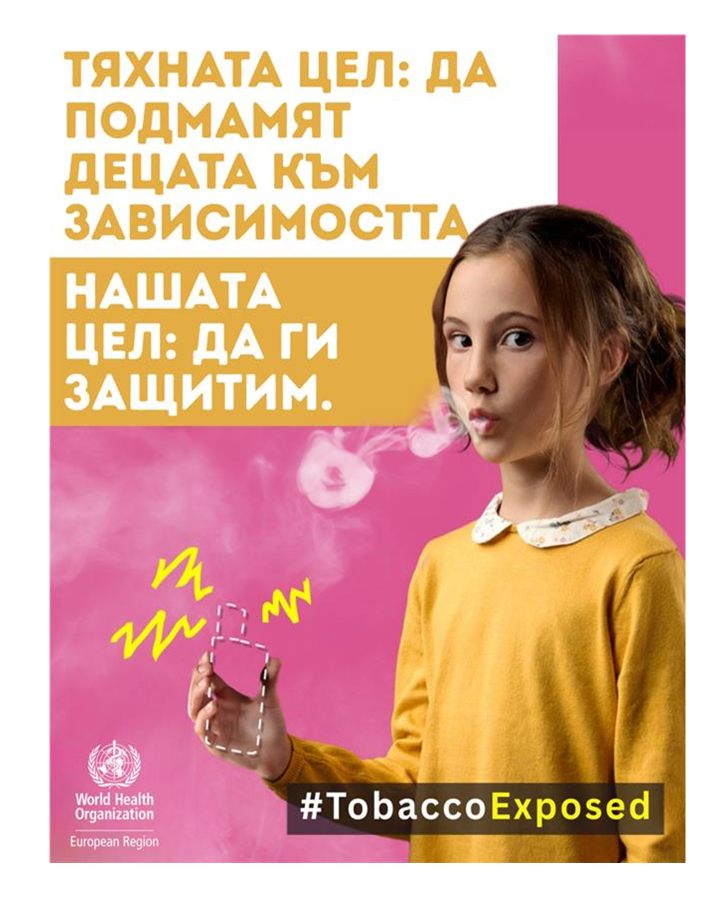 ТЯХНАТА ЦЕЛ: ДА
ПОДМАМЯТ
ДЕЦАТА КЪМ
ЗАВИСИМОСТТА
НАШАТА
ЦЕЛ: ДА ГИ
ЗАЩИТИМ.
World Health
Organization
European Region
#TobaccoExposed